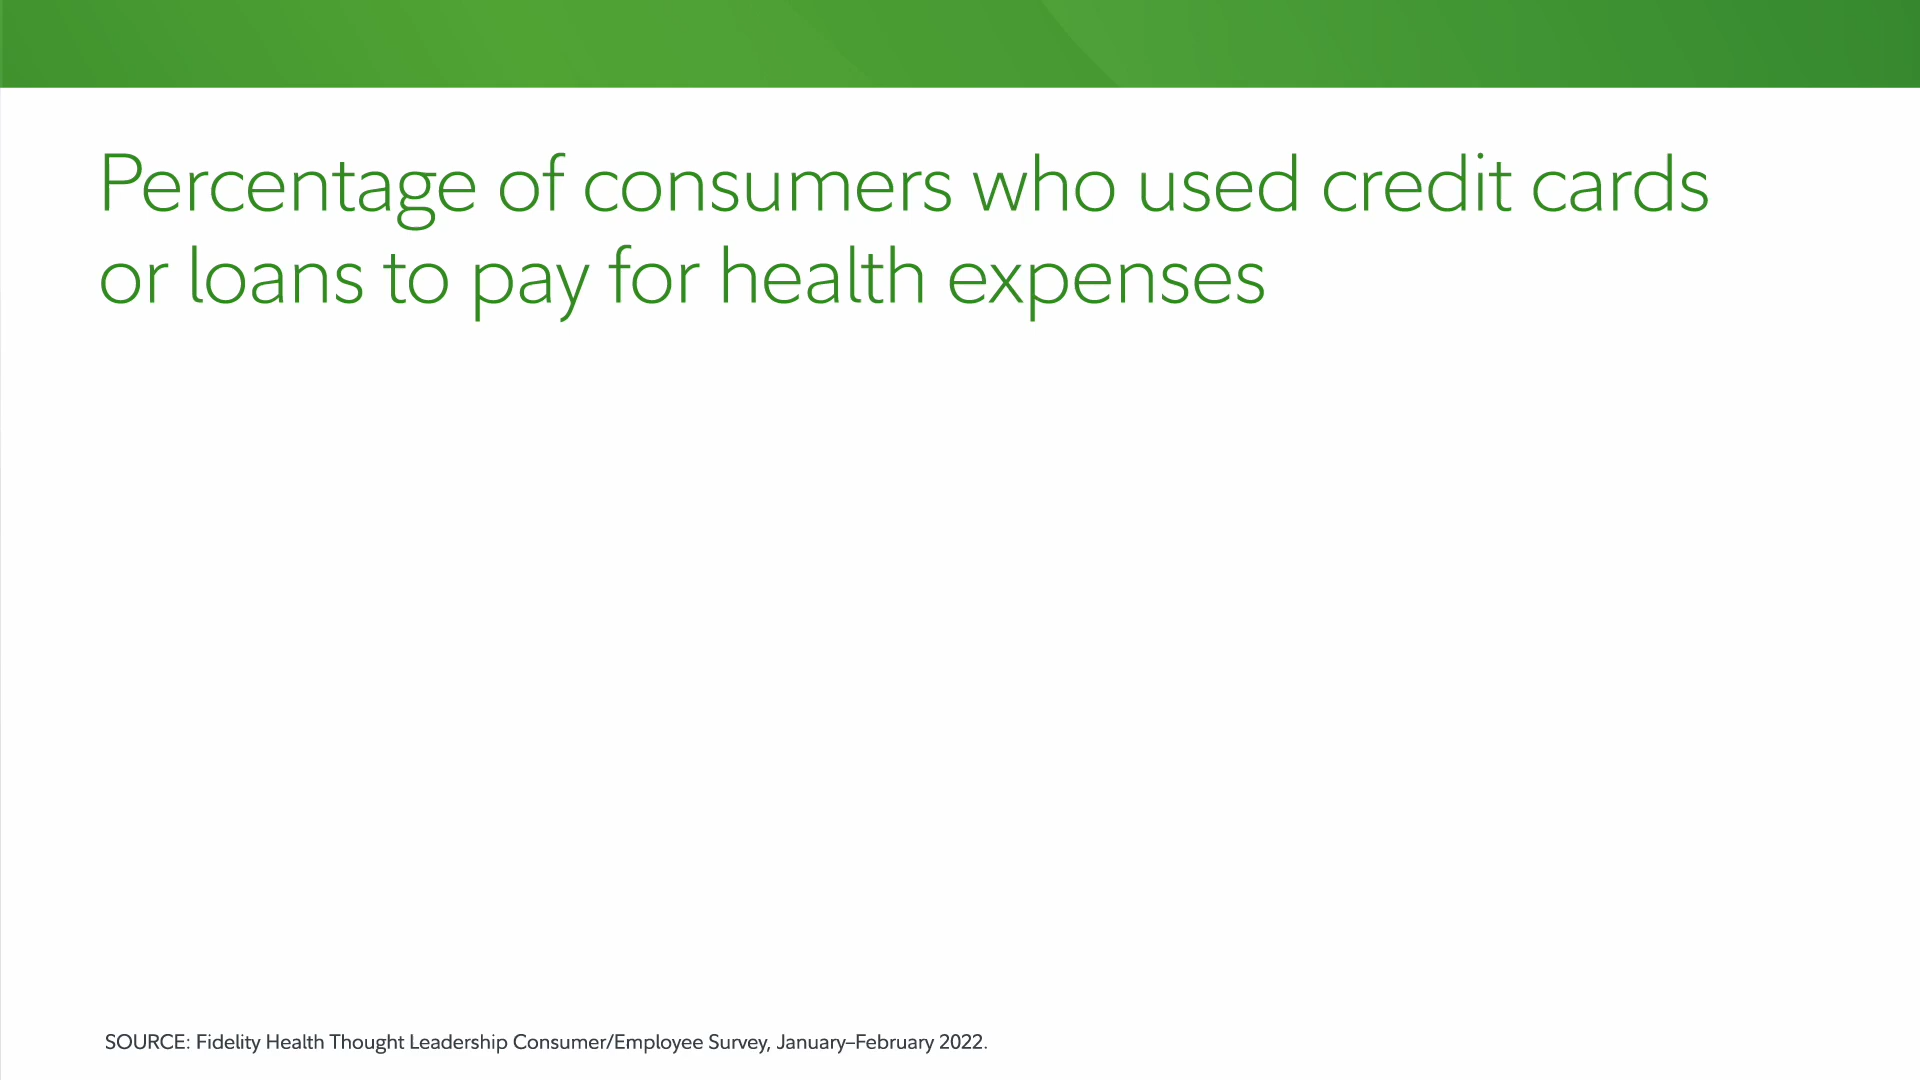 Percentage of consumers who used credit cards
or loans to pay for health expenses
SOURCE: Fidelity Health Thought Leadership Consumer/Employee Survey, January–February 2022.